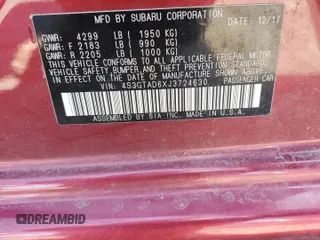 MFD BY SUBARU CORPORATION DATE: 12/17
GVWR: 4299 LB ( 1950 KG)
GAWR: F 2183 LB ( 990 KG)
GAWR: R 2205 LB ( 1000 KG)
THIS VEHICLE CONFORMS TO ALL APPLICABLE FEDERAL MOTOR
VEHICLE SAFETY, BUMPER, AND THEFT PREVENTION STANDARDS
IN EFFECT ON THE DATE OF MANUFACTURE SHOWN ABOVE.
VIN: 4S3GTAD6XJ3724630 PASSENGER CAR
ASSEMBLED BY SIA INC. MADE IN U.S.A.
DREAMBID